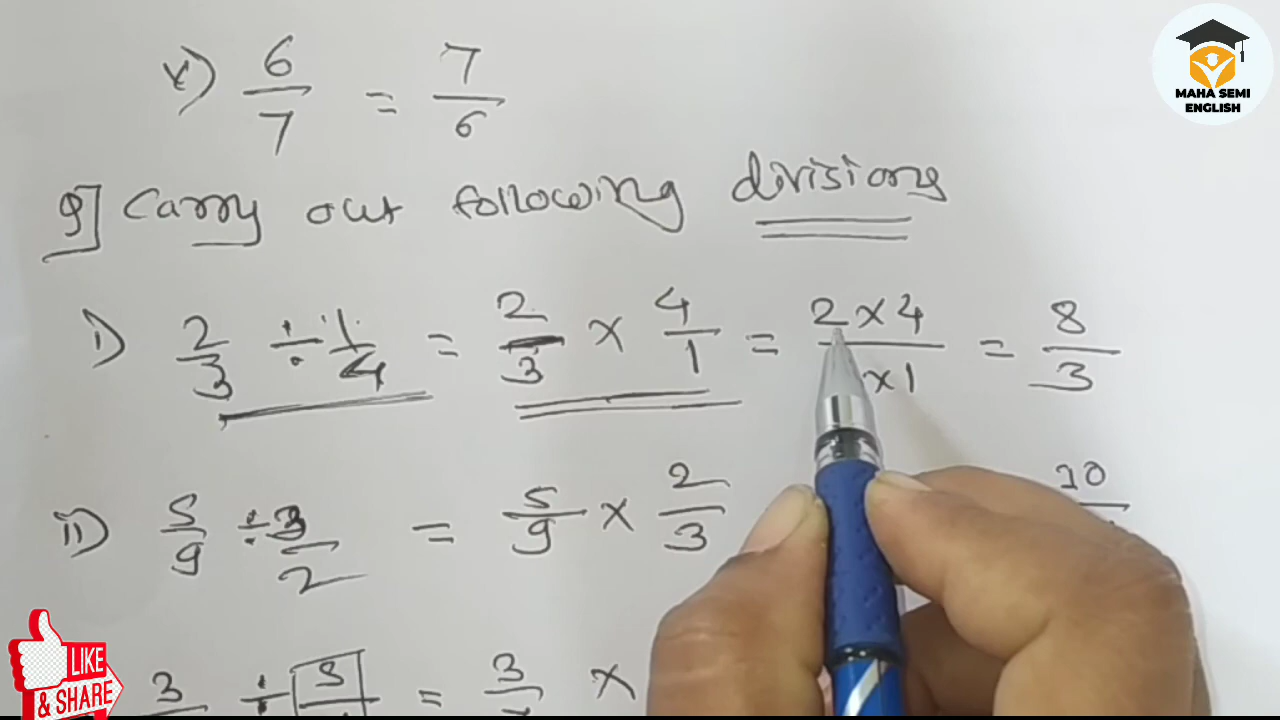 MAHA SEMI
ENGLISH
v) 6/7 = 7/6
Q] Carry out following divisions
i) 2/3 ÷ 1/4 = 2/3 × 4/1 = 2×4/×1 = 8/3
ii) 5/9 ÷ 3/2 = 5/9 × 2/3 10
3 ÷ 5 = 3 ×
LIKE
& SHARE